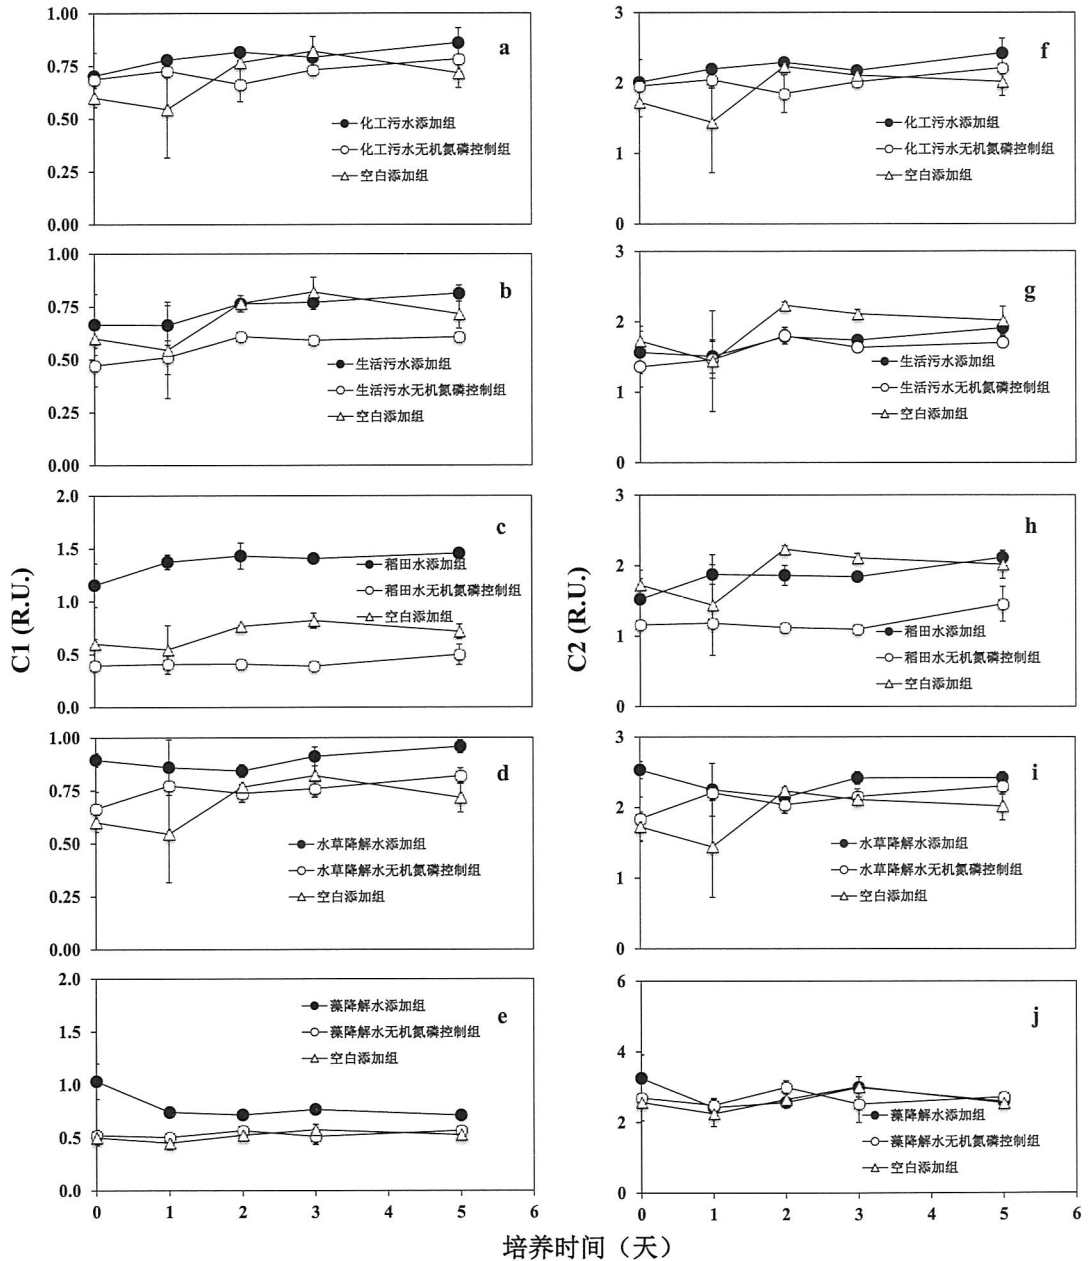 1.00
0.75
0.50
0.25
0.00
a
化工污水添加组
化工污水无机氮磷控制组
空白添加组
3
2
1
0
f
化工污水添加组
化工污水无机氮磷控制组
空白添加组
1.00
0.75
0.50
0.25
0.00
b
生活污水添加组
生活污水无机氮磷控制组
空白添加组
3
2
1
0
g
生活污水添加组
生活污水无机氮磷控制组
空白添加组
C1 (R.U.)
2.0
1.5
1.0
0.5
0.0
c
稻田水添加组
稻田水无机氮磷控制组
空白添加组
C2 (R.U.)
3
2
1
0
h
稻田水添加组
稻田水无机氮磷控制组
空白添加组
1.00
0.75
0.50
0.25
0.00
d
水草降解水添加组
水草降解水无机氮磷控制组
空白添加组
3
2
1
0
i
水草降解水添加组
水草降解水无机氮磷控制组
空白添加组
2.0
1.5
1.0
0.5
0.0
e
藻降解水添加组
藻降解水无机氮磷控制组
空白添加组
0 1 2 3 4 5 6
6
4
2
0
j
藻降解水添加组
藻降解水无机氮磷控制组
空白添加组
0 1 2 3 4 5 6
培养时间（天）